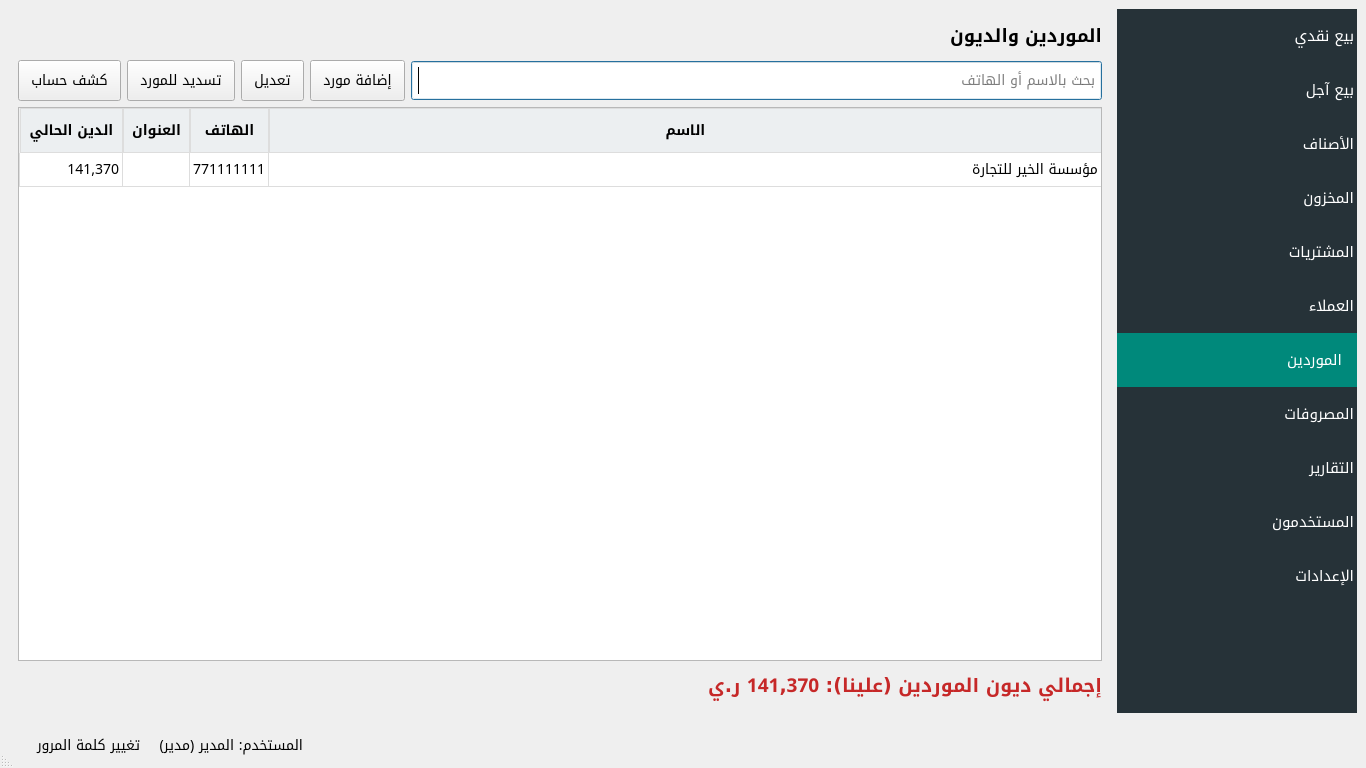 بيع نقدي
بيع آجل
الأصناف
المخزون
المشتريات
العملاء
الموردين
المصروفات
التقارير
المستخدمون
الإعدادات
الموردين والديون
بحث بالاسم أو الهاتف إضافة مورد تعديل تسديد للمورد كشف حساب
الاسم الهاتف العنوان الدين الحالي
مؤسسة الخير للتجارة 771111111 141,370
إجمالي ديون الموردين (علينا): 141,370 ر.ي
المستخدم: المدير (مدير) تغيير كلمة المرور